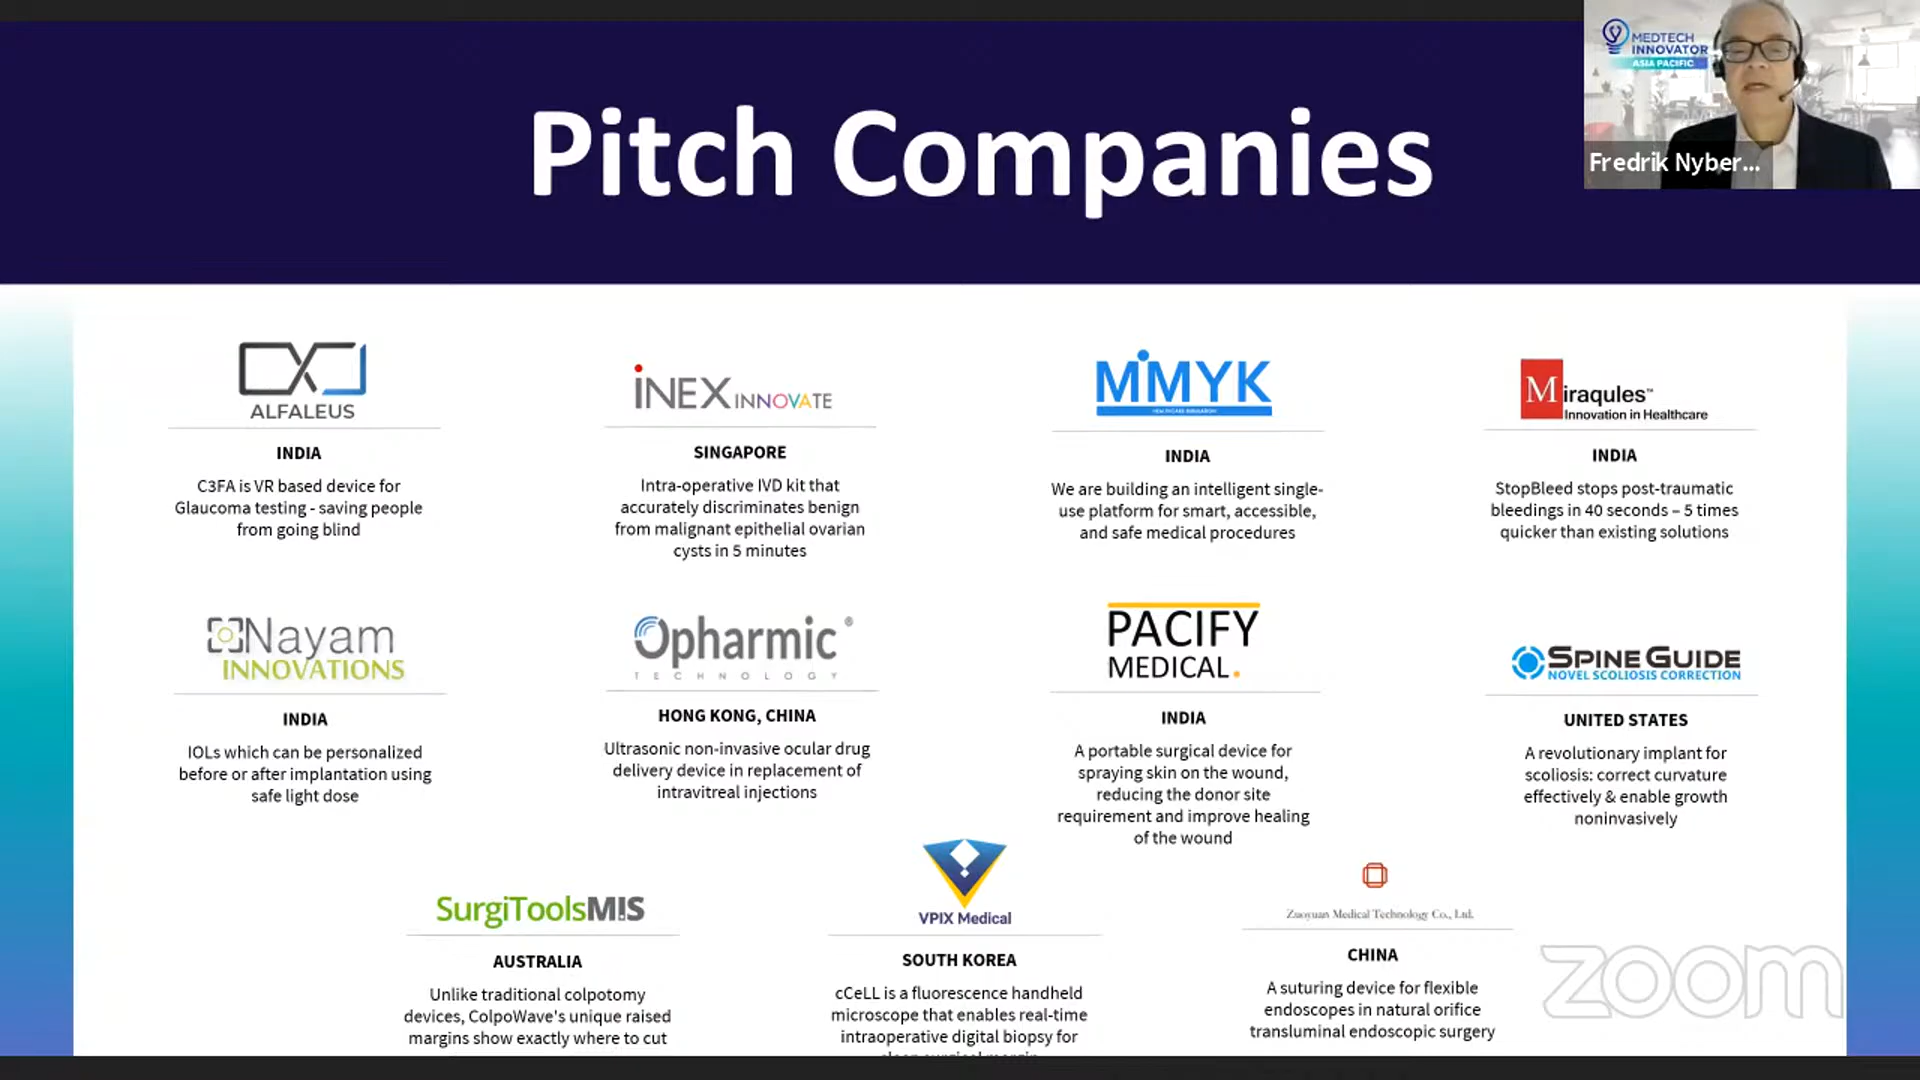 Pitch Companies
MEDTECH
INNOVATOR
ASIA PACIFIC
Fredrik Nyber...
ALFALEUS
INDIA
C3FA is VR based device for
Glaucoma testing - saving people
from going blind
iNEX INNOVATE
SINGAPORE
Intra-operative IVD kit that
accurately discriminates benign
from malignant epithelial ovarian
cysts in 5 minutes
MiMYK
INDIA
We are building an intelligent single-
use platform for smart, accessible,
and safe medical procedures
Miraqules™
Innovation in Healthcare
INDIA
StopBleed stops post-traumatic
bleedings in 40 seconds – 5 times
quicker than existing solutions
Nayam
INNOVATIONS
INDIA
IOLs which can be personalized
before or after implantation using
safe light dose
Opharmic®
TECHNOLOGY
HONG KONG, CHINA
Ultrasonic non-invasive ocular drug
delivery device in replacement of
intravitreal injections
PACIFY
MEDICAL.
INDIA
A portable surgical device for
spraying skin on the wound,
reducing the donor site
requirement and improve healing
of the wound
SPINE GUIDE
NOVEL SCOLIOSIS CORRECTION
UNITED STATES
A revolutionary implant for
scoliosis: correct curvature
effectively & enable growth
noninvasively
SurgiToolsMIS
AUSTRALIA
Unlike traditional colpotomy
devices, ColpoWave's unique raised
margins show exactly where to cut
VPIX Medical
SOUTH KOREA
cCeLL is a fluorescence handheld
microscope that enables real-time
intraoperative digital biopsy for
Zuoyuan Medical Technology Co., Ltd.
CHINA
A suturing device for flexible
endoscopes in natural orifice
transluminal endoscopic surgery
zoom